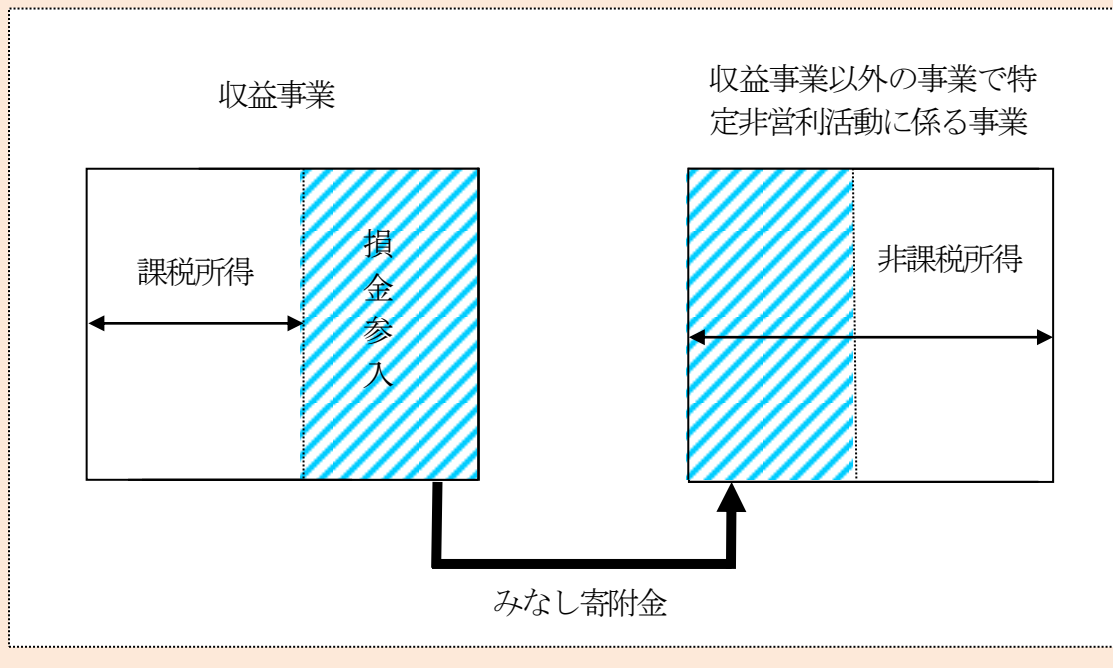 収益事業
収益事業以外の事業で特
定非営利活動に係る事業
課税所得
損金参入
非課税所得
みなし寄附金